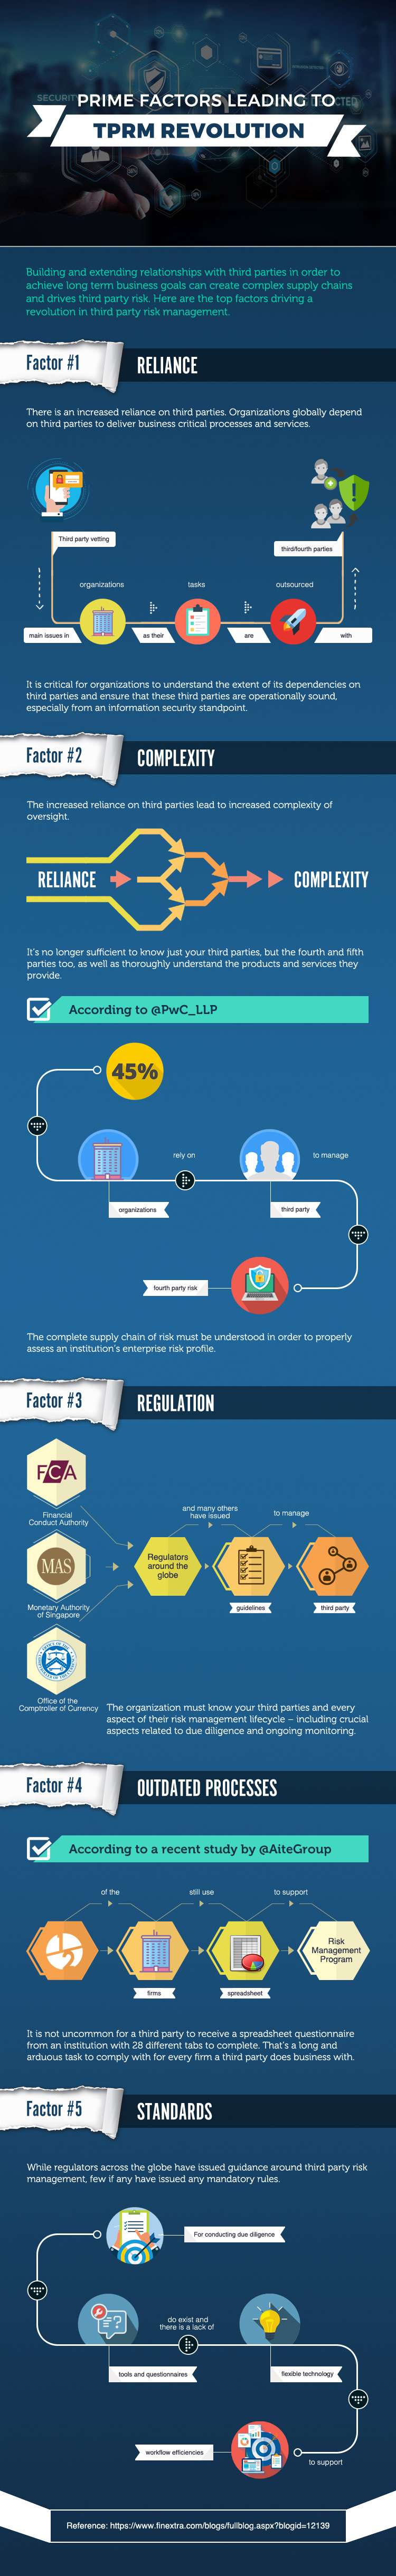 SECURITY
PRIME FACTORS LEADING TO
TPRM REVOLUTION
Building and extending relationships with third parties in order to
achieve long term business goals can create complex supply chains
and drives third party risk. Here are the top factors driving a
revolution in third party risk management.
Factor #1
RELIANCE
There is an increased reliance on third parties. Organizations globally depend
on third parties to deliver business critical processes and services.
Third party vetting
third/fourth parties
organizations
tasks
outsourced
main issues in
as their
are
with
It is critical for organizations to understand the extent of its dependencies on
third parties and ensure that these third parties are operationally sound,
especially from an information security standpoint.
Factor #2
COMPLEXITY
The increased reliance on third parties lead to increased complexity of
oversight.
RELIANCE
COMPLEXITY
It's no longer sufficient to know just your third parties, but the fourth and fifth
parties too, as well as thoroughly understand the products and services they
provide.
According to @PwC_LLP
45%
rely on
to manage
organizations
third party
fourth party risk
The complete supply chain of risk must be understood in order to properly
assess an institution's enterprise risk profile.
Factor #3
REGULATION
FCA
Financial
Conduct Authority
and many others
have issued
to manage
Regulators
around the
globe
MAS
guidelines
third party
Monetary Authority
of Singapore
Office of the
Comptroller of Currency
The organization must know your third parties and every
aspect of their risk management lifecycle – including crucial
aspects related to due diligence and ongoing monitoring.
Factor #4
OUTDATED PROCESSES
According to a recent study by @AiteGroup
of the
still use
to support
Risk
Management
Program
firms
spreadsheet
It is not uncommon for a third party to receive a spreadsheet questionnaire
from an institution with 28 different tabs to complete. That's a long and
arduous task to comply with for every firm a third party does business with.
Factor #5
STANDARDS
While regulators across the globe have issued guidance around third party risk
management, few if any have issued any mandatory rules.
For conducting due diligence
do exist and
there is a lack of
tools and questionnaires
flexible technology
workflow efficiencies
to support
Reference: https://www.finextra.com/blogs/fullblog.aspx?blogid=12139